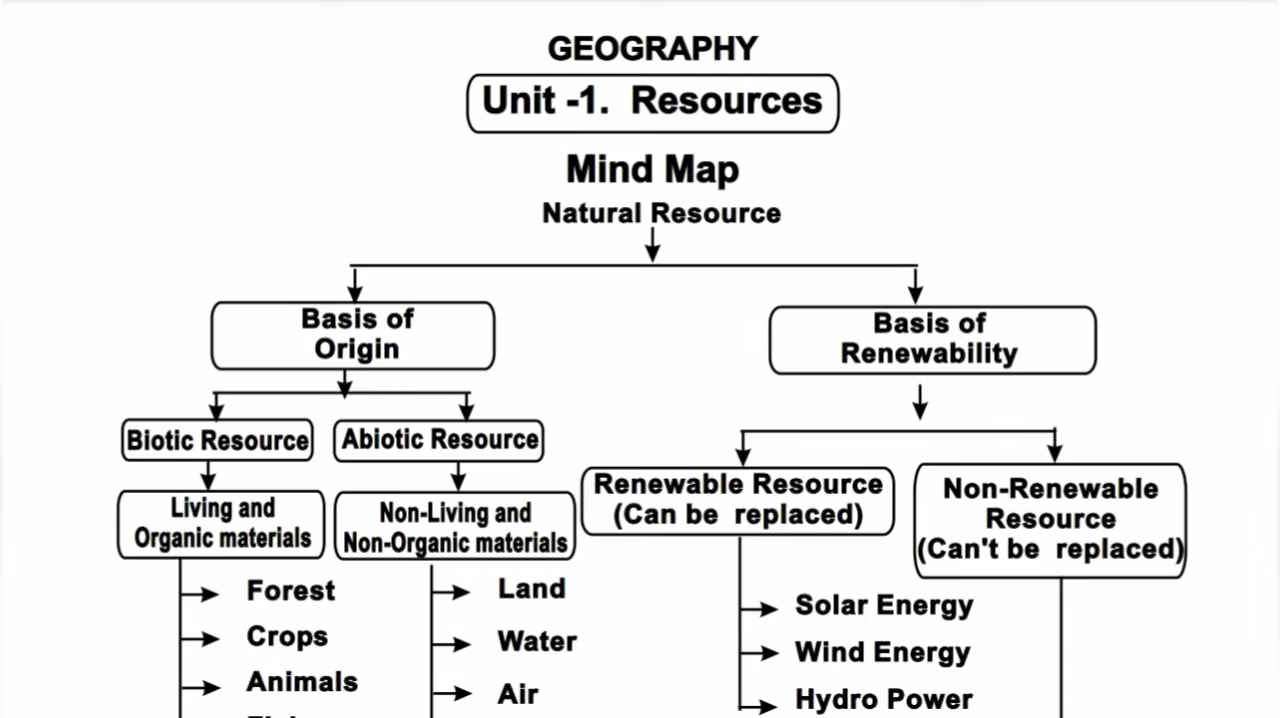 GEOGRAPHY
Unit -1. Resources
Mind Map
Natural Resource
Basis of
Origin
Basis of
Renewability
Biotic Resource
Abiotic Resource
Living and
Organic materials
Non-Living and
Non-Organic materials
Renewable Resource
(Can be replaced)
Non-Renewable
Resource
(Can't be replaced)
Forest
Crops
Animals
Land
Water
Air
Solar Energy
Wind Energy
Hydro Power